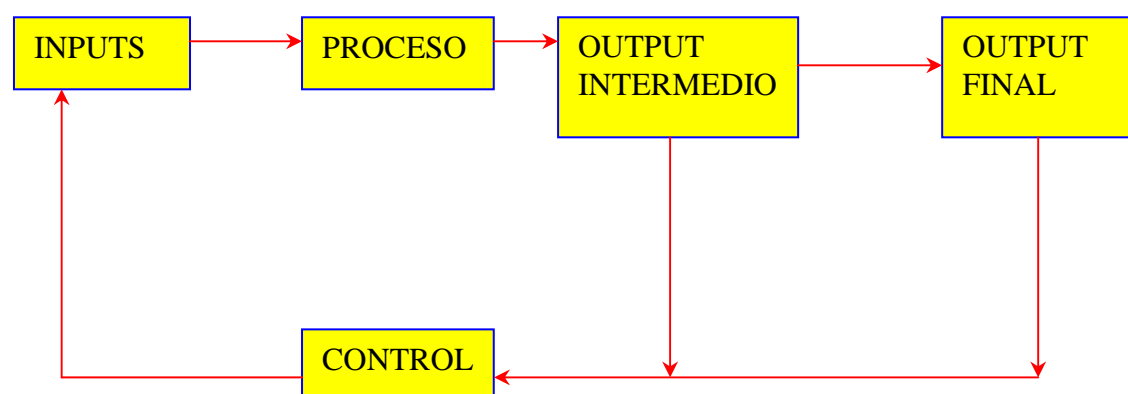 INPUTS
PROCESO
OUTPUT
INTERMEDIO
OUTPUT
FINAL
CONTROL